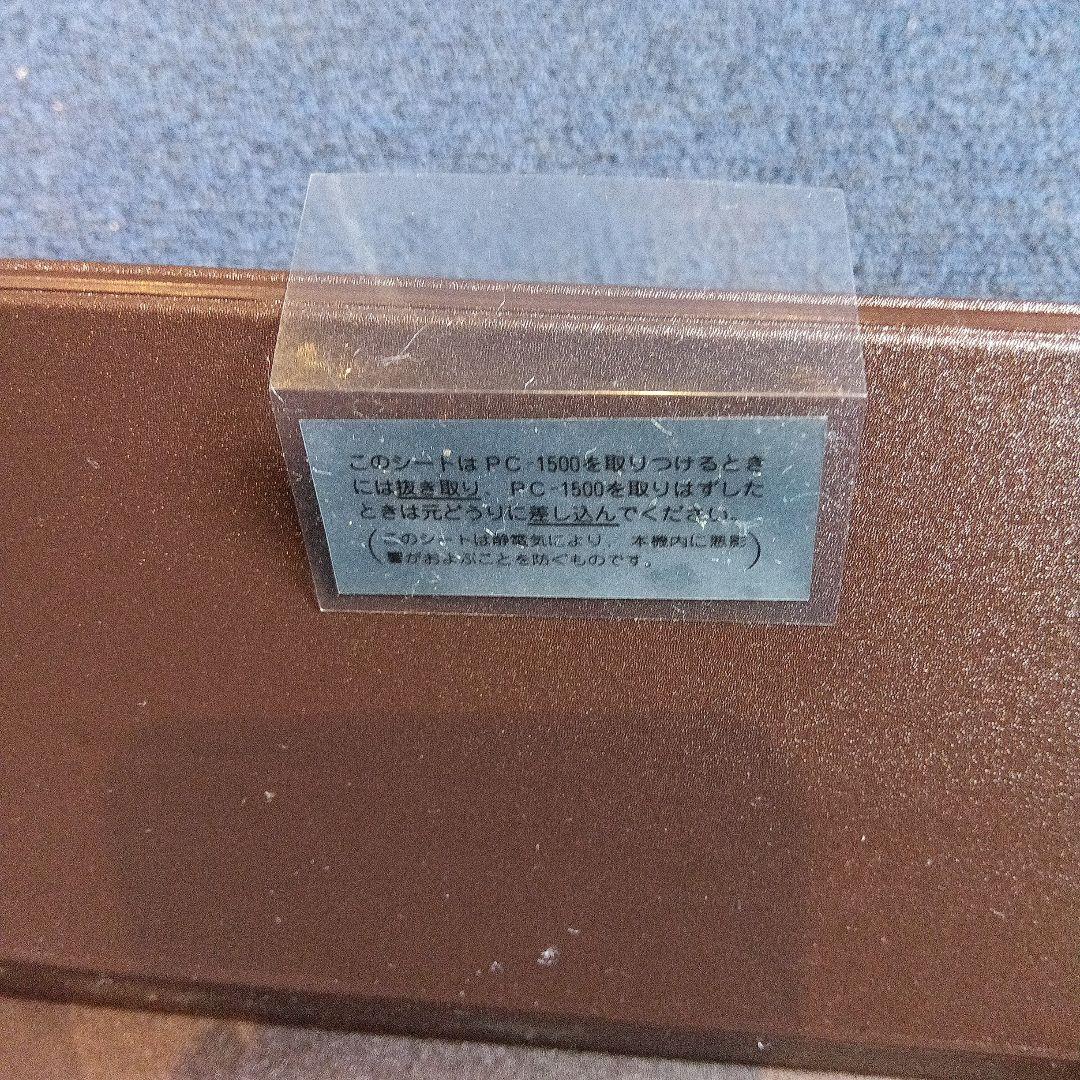 このシートはPC-1500を取りつけるとき
には抜き取り、PC-1500を取りはずした
ときは元どうりに差し込んでください。
(このシートは静電気により、本機内に悪影
響がおよぶことを防ぐものです。)